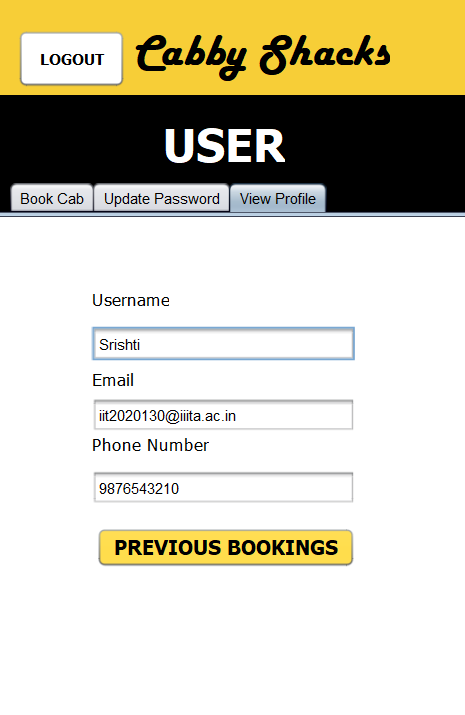 LOGOUT Cabby Shacks
USER
Book Cab Update Password View Profile
Username
Srishti
Email
iit2020130@iiita.ac.in
Phone Number
9876543210
PREVIOUS BOOKINGS